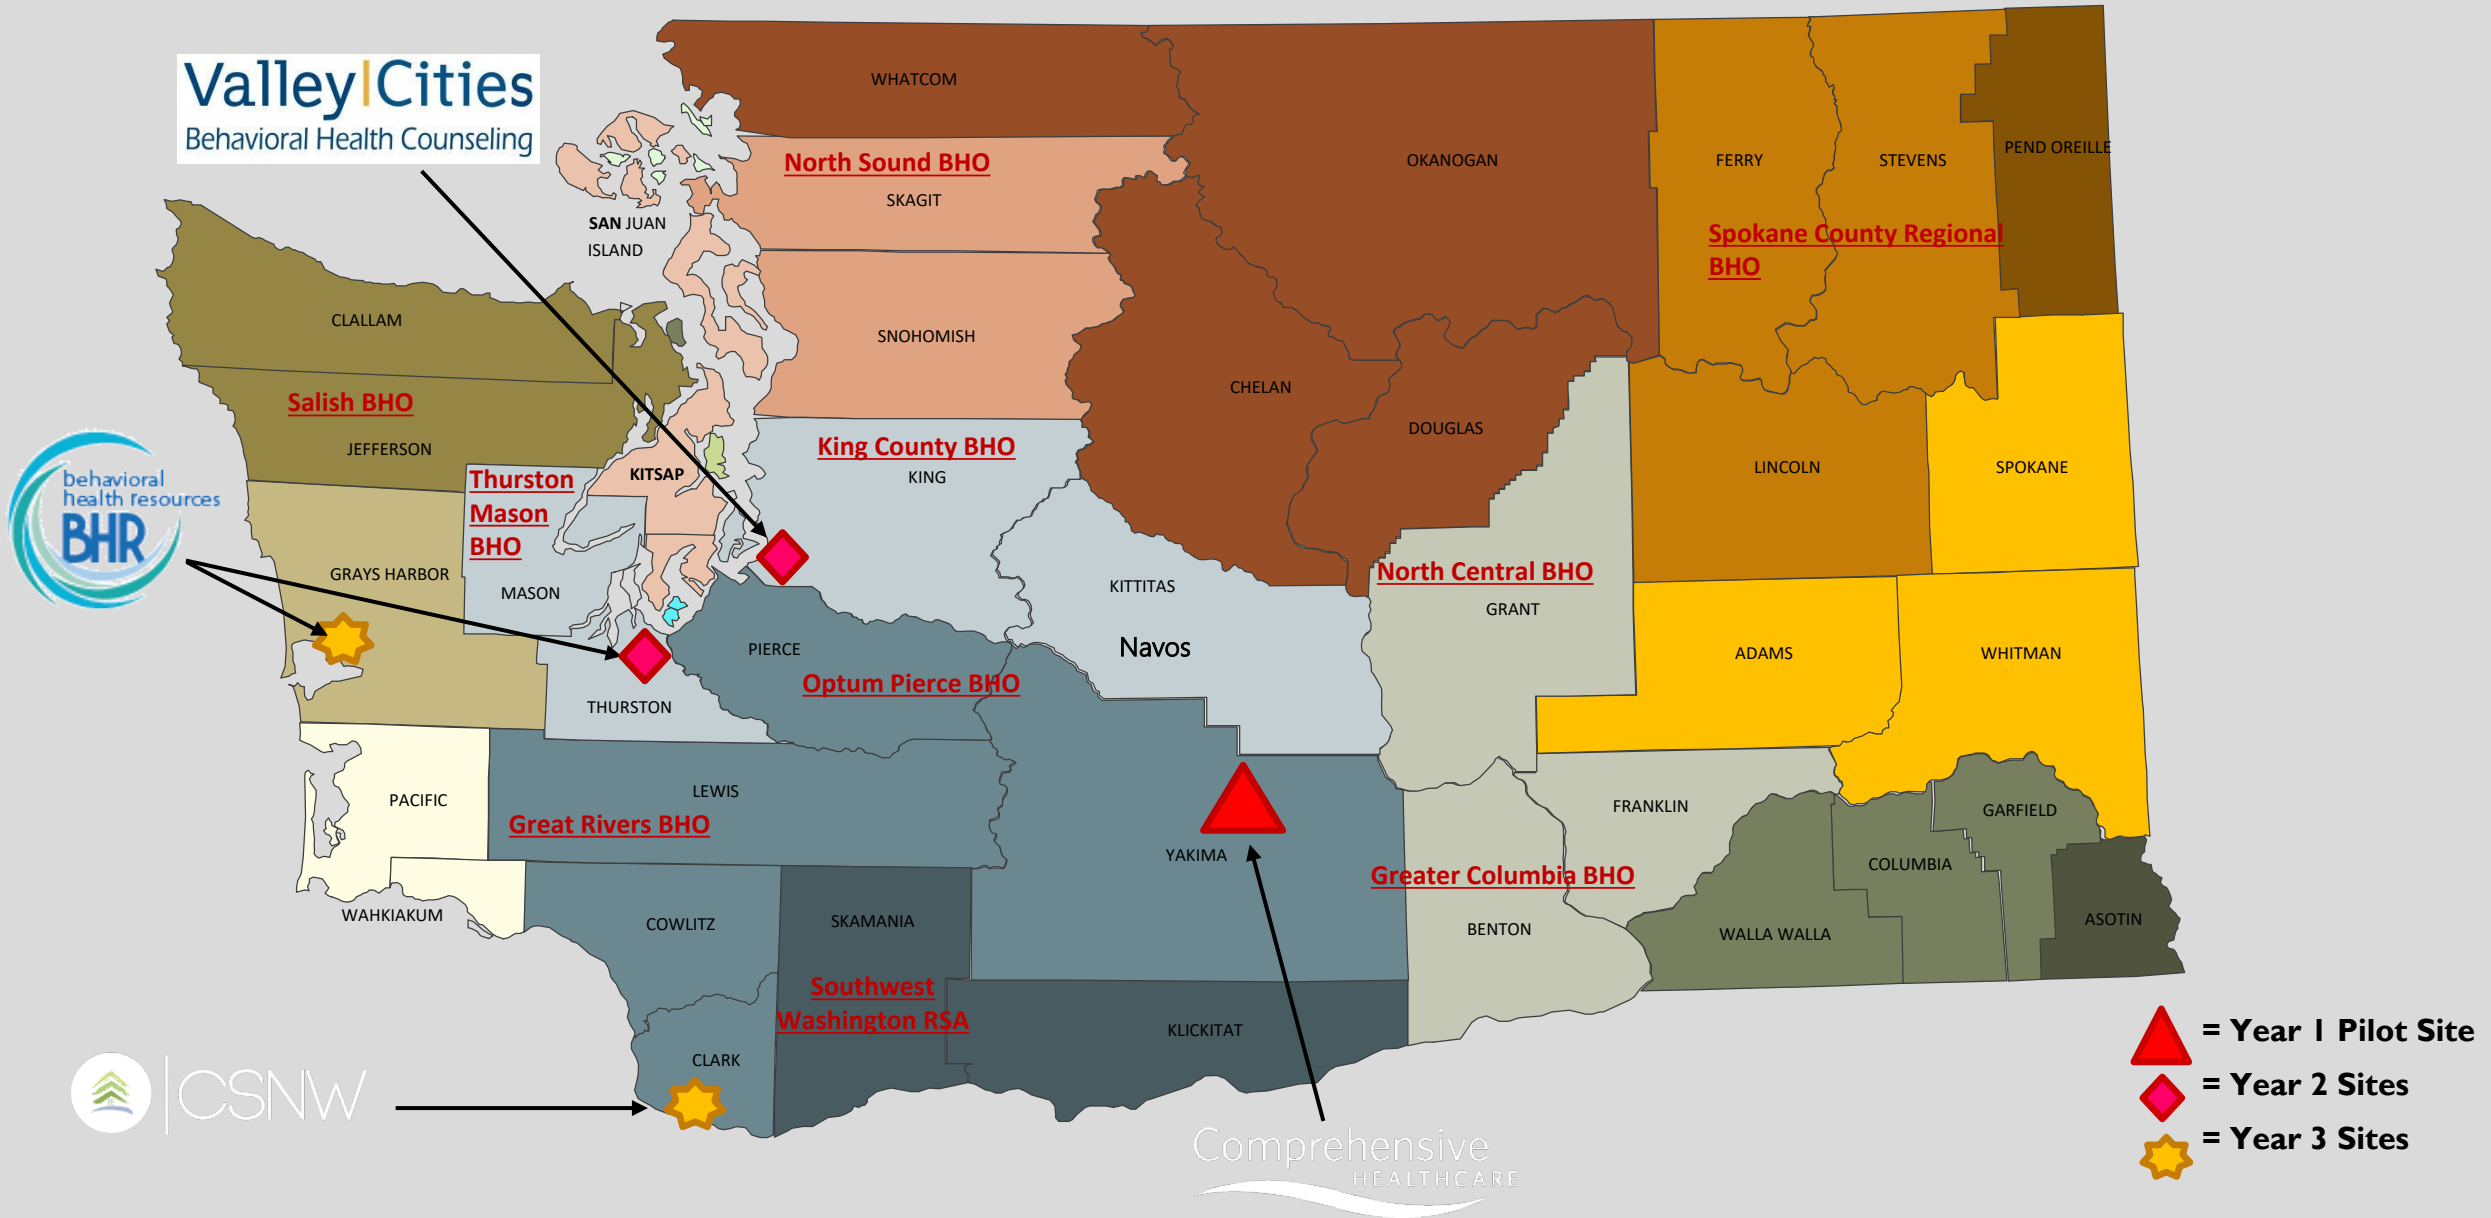 Valley|Cities
Behavioral Health Counseling
WHATCOM
OKANOGAN
FERRY
STEVENS
PEND OREILLE
North Sound BHO
SKAGIT
SAN JUAN
ISLAND
Spokane County Regional
BHO
CLALLAM
SNOHOMISH
CHELAN
DOUGLAS
Salish BHO
JEFFERSON
King County BHO
KING
LINCOLN
SPOKANE
behavioral
health resources
BHR
Thurston
Mason
BHO
KITSAP
GRAYS HARBOR
MASON
KITTITAS
Navos
North Central BHO
GRANT
PIERCE
Optum Pierce BHO
ADAMS
WHITMAN
THURSTON
PACIFIC
LEWIS
Great Rivers BHO
YAKIMA
FRANKLIN
GARFIELD
COLUMBIA
Greater Columbia BHO
WAHKIAKUM
COWLITZ
SKAMANIA
BENTON
WALLA WALLA
ASOTIN
Southwest
Washington RSA
KLICKITAT
CLARK
CSNW
Comprehensive
HEALTHCARE
= Year 1 Pilot Site
= Year 2 Sites
= Year 3 Sites